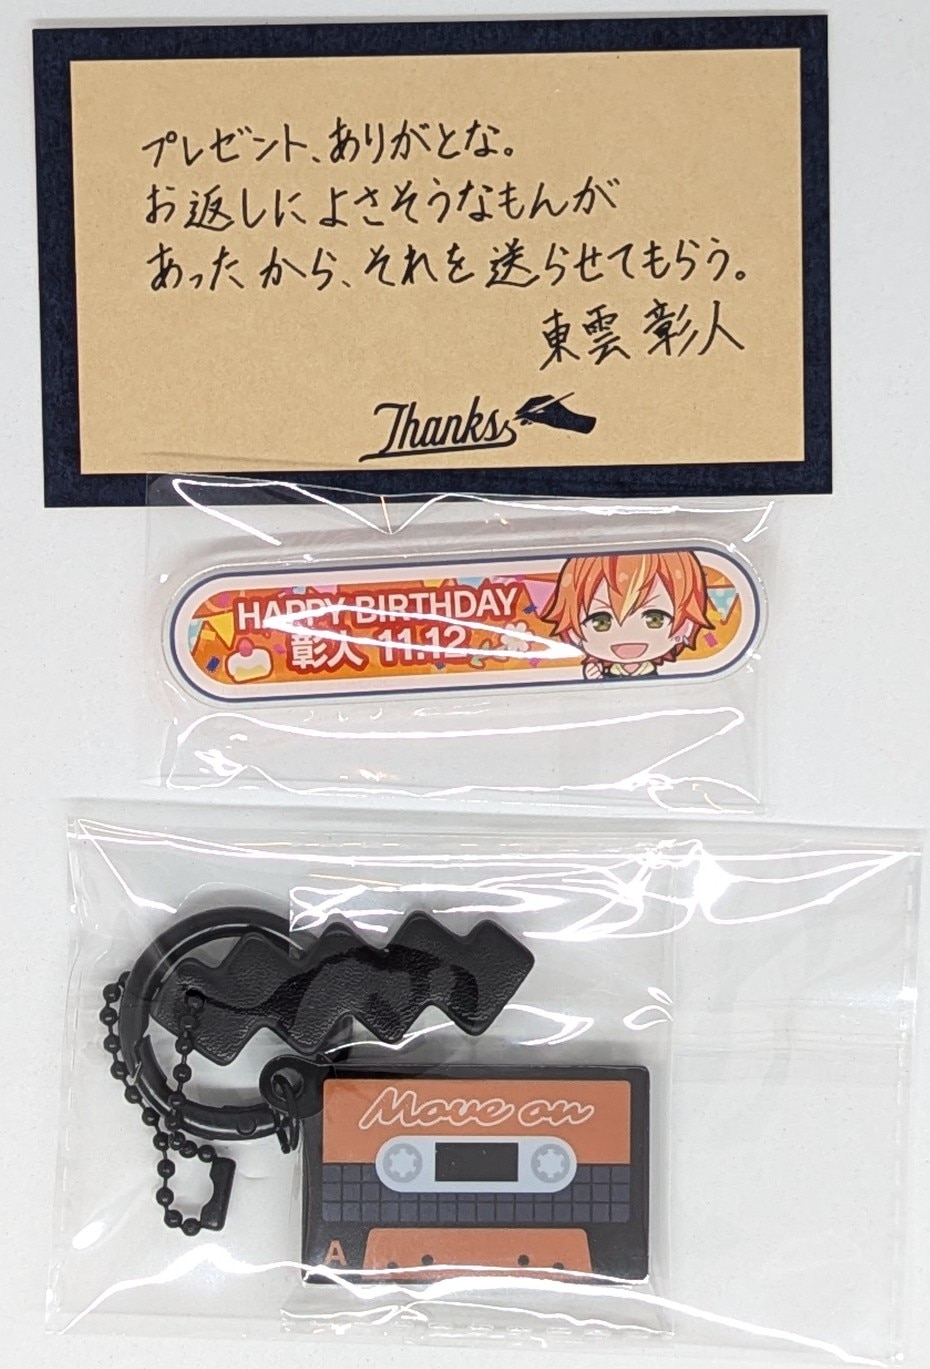 プレゼント、ありがとな。
お返しによさそうなもんが
あったから、それを送らせてもらう。
東雲 彰人
Thanks
HAPPY BIRTHDAY
彰人 11.12
Move on
A